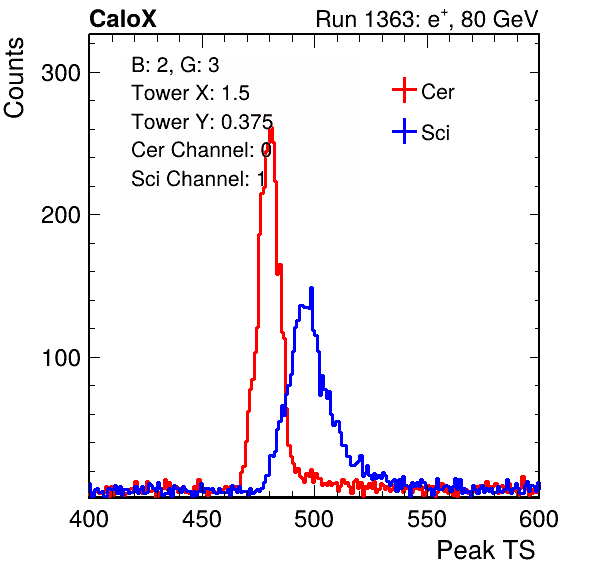 CaloX Run 1363: e⁺, 80 GeV
Counts
300
200
100
B: 2, G: 3
Tower X: 1.5
Tower Y: 0.375
Cer Channel: 0
Sci Channel: 1
Cer
Sci
400 450 500 550 600
Peak TS